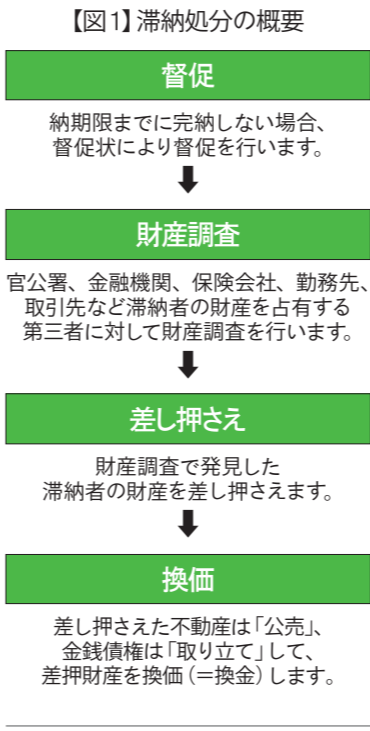 【図1】滞納処分の概要
督促
納期限までに完納しない場合、
督促状により督促を行います。
財産調査
官公署、金融機関、保険会社、勤務先、
取引先など滞納者の財産を占有する
第三者に対して財産調査を行います。
差し押さえ
財産調査で発見した
滞納者の財産を差し押さえます。
換価
差し押さえた不動産は「公売」、
金銭債権は「取り立て」して、
差押財産を換価(=換金)します。